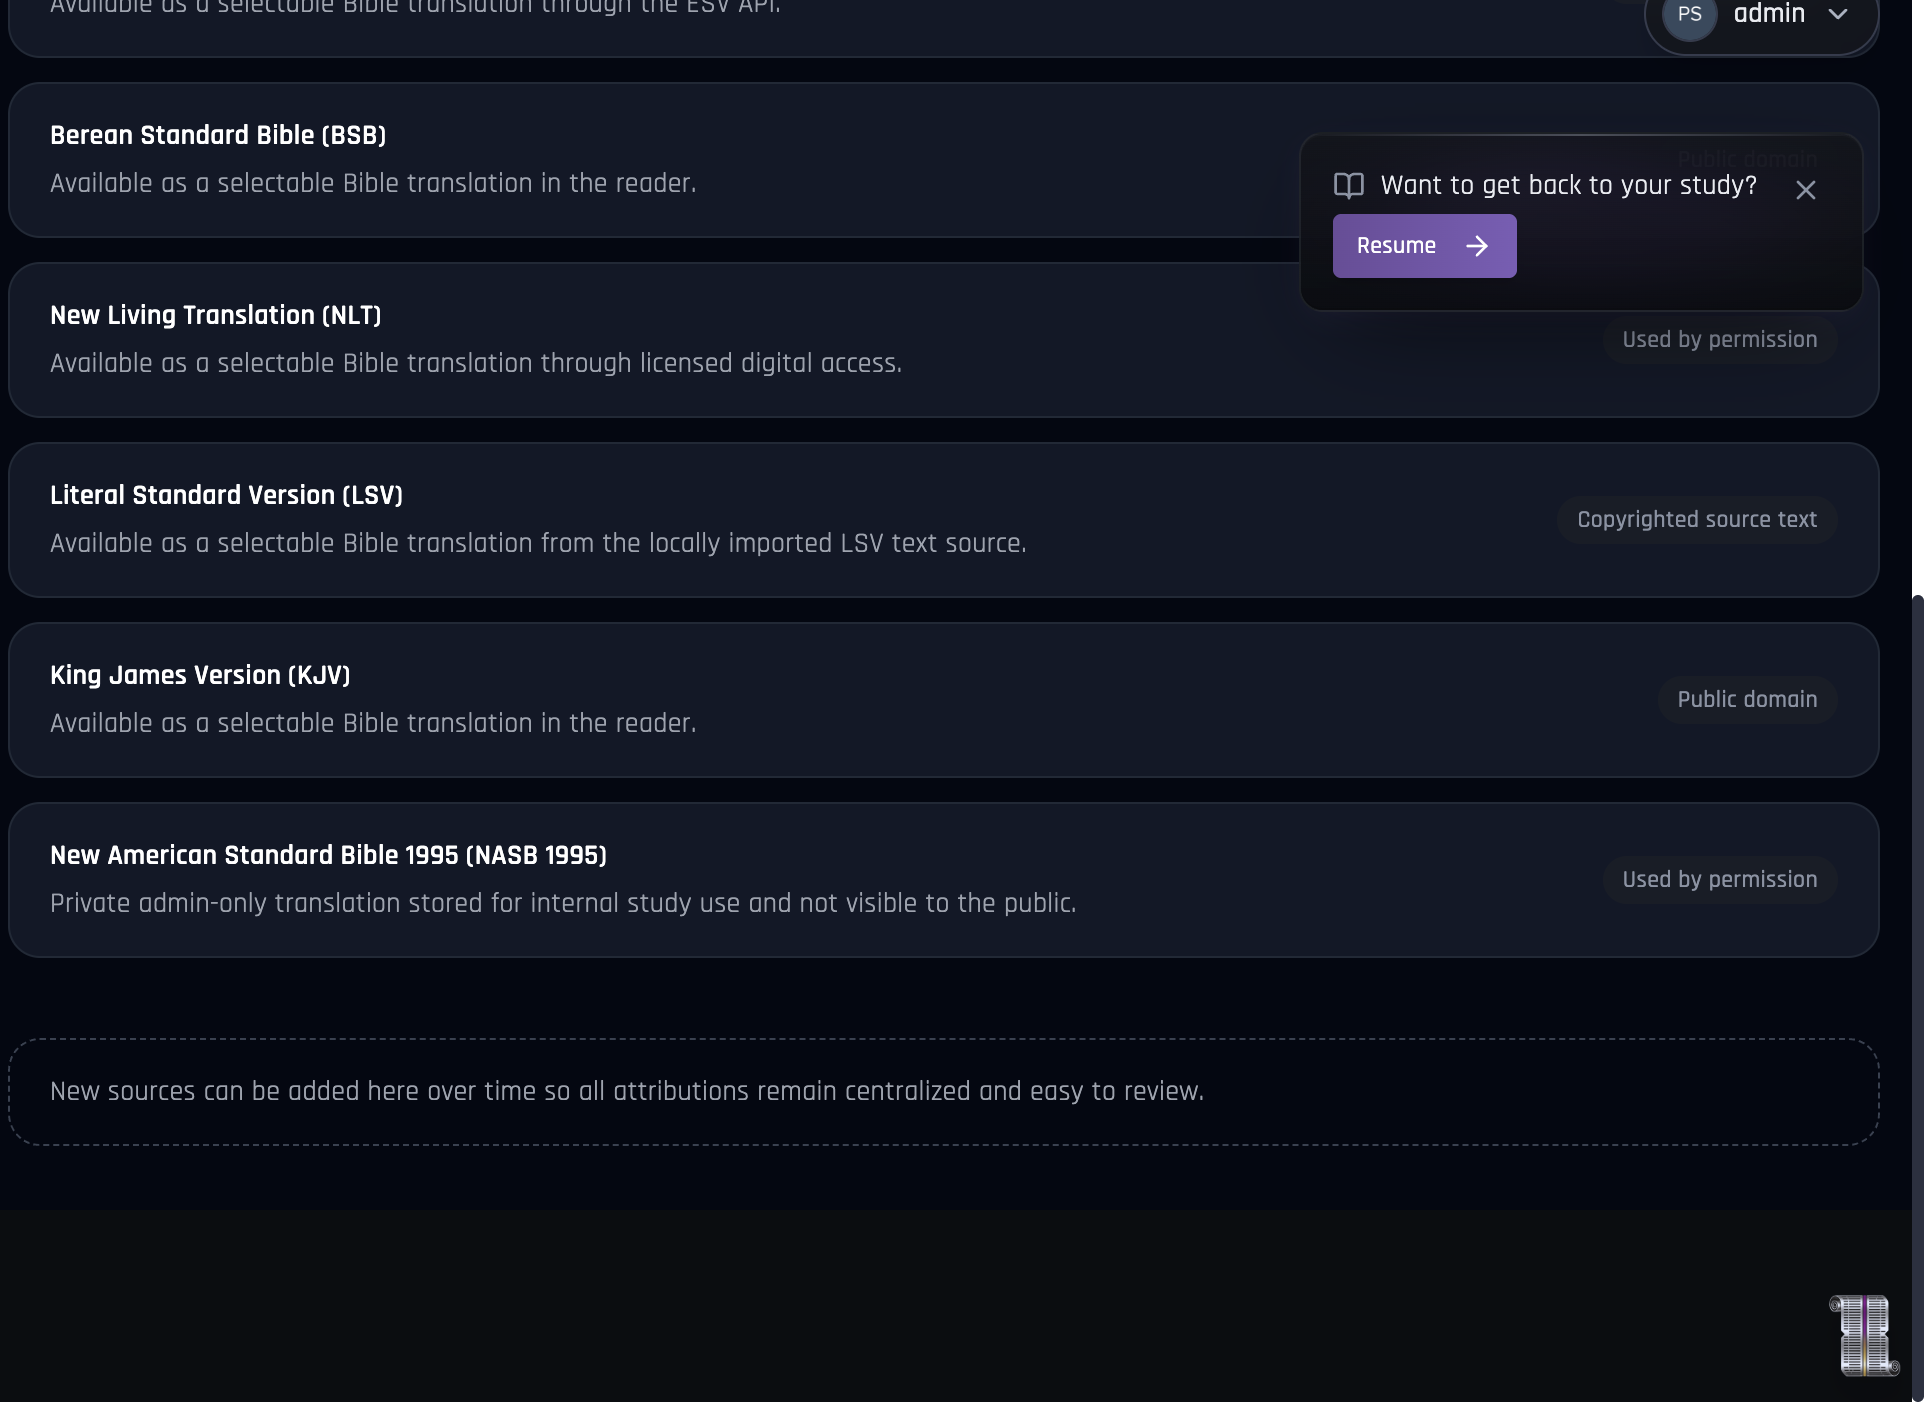 Available as a selectable Bible translation through the ESV API.
PS admin
Berean Standard Bible (BSB)
Available as a selectable Bible translation in the reader.
Public domain
Want to get back to your study?
Resume
New Living Translation (NLT)
Available as a selectable Bible translation through licensed digital access.
Used by permission
Literal Standard Version (LSV)
Available as a selectable Bible translation from the locally imported LSV text source.
Copyrighted source text
King James Version (KJV)
Available as a selectable Bible translation in the reader.
Public domain
New American Standard Bible 1995 (NASB 1995)
Private admin-only translation stored for internal study use and not visible to the public.
Used by permission
New sources can be added here over time so all attributions remain centralized and easy to review.